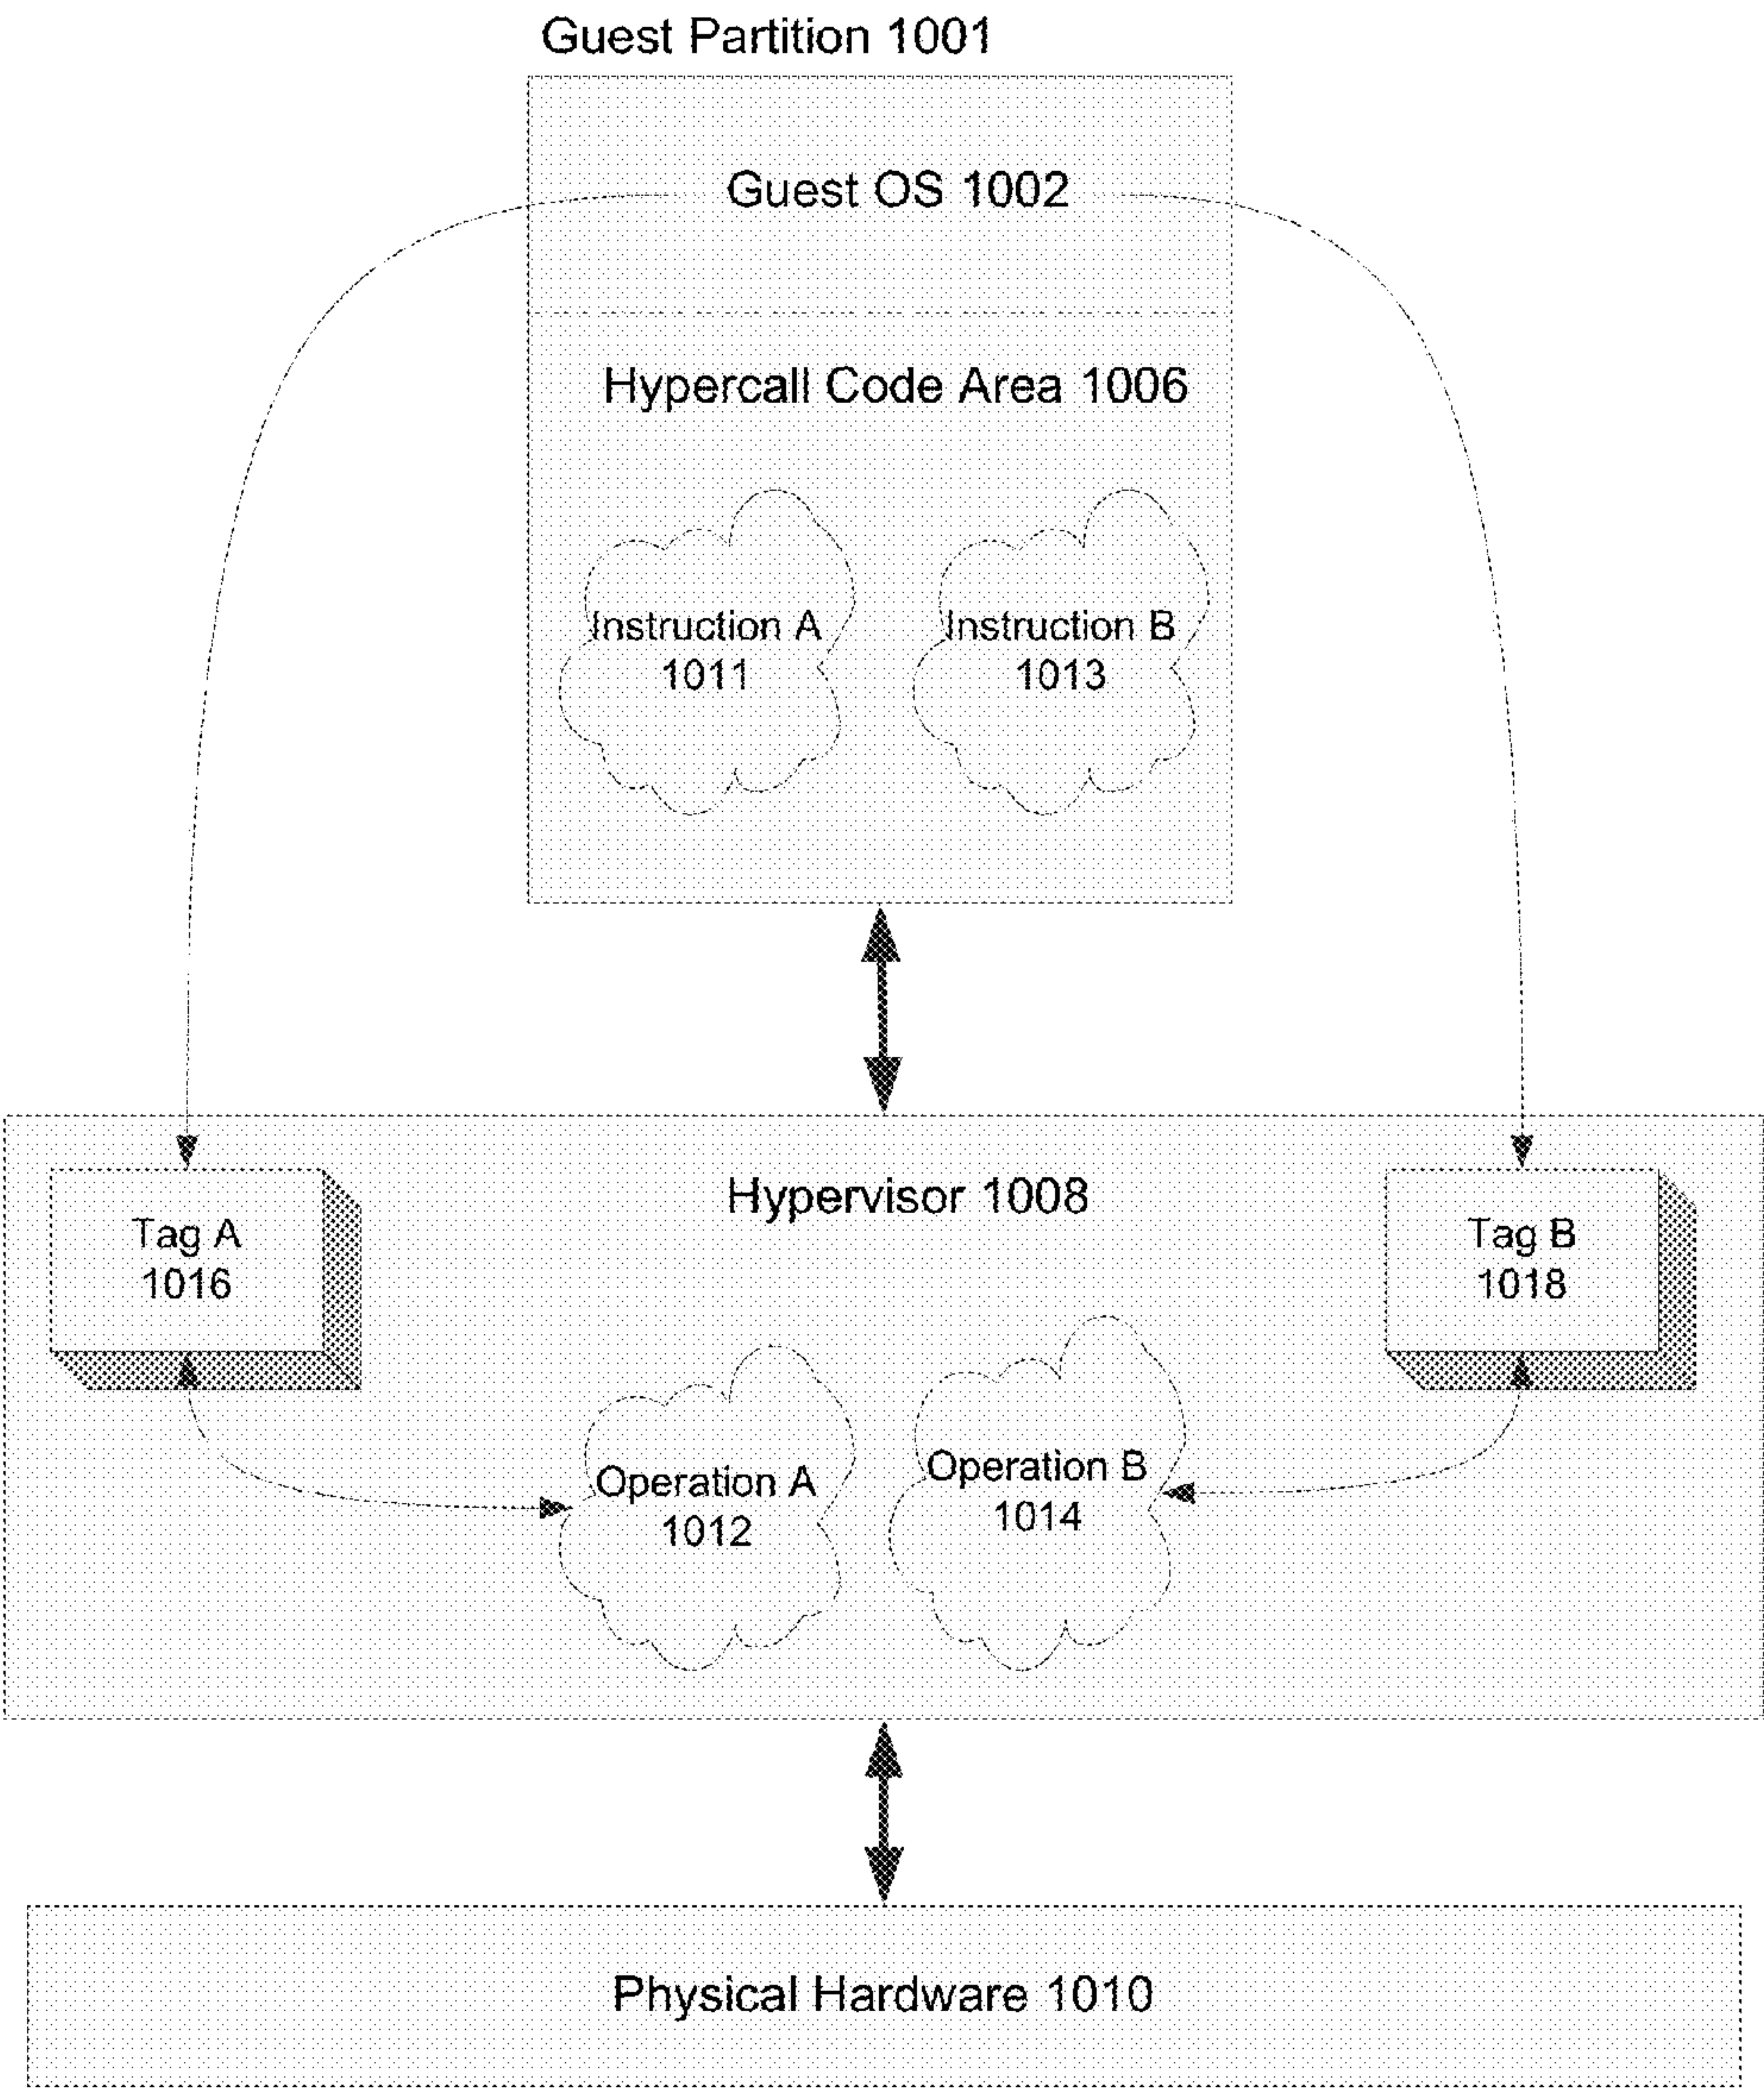 Guest Partition 1001
Guest OS 1002
Hypercall Code Area 1006
Instruction A
1011
Instruction B
1013
Hypervisor 1008
Tag A
1016
Tag B
1018
Operation A
1012
Operation B
1014
Physical Hardware 1010